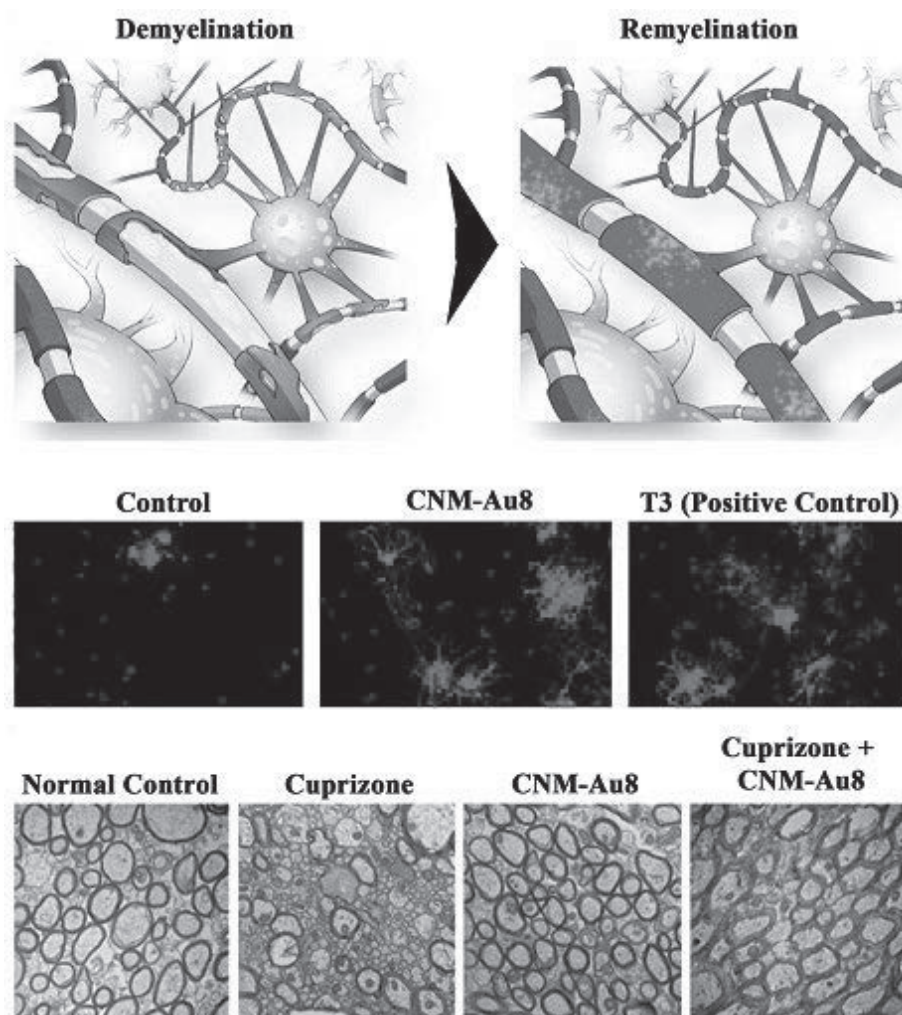 Demyelination
Remyelination
Control
CNM-Au8
T3 (Positive Control)
Normal Control
Cuprizone
CNM-Au8
Cuprizone +
CNM-Au8